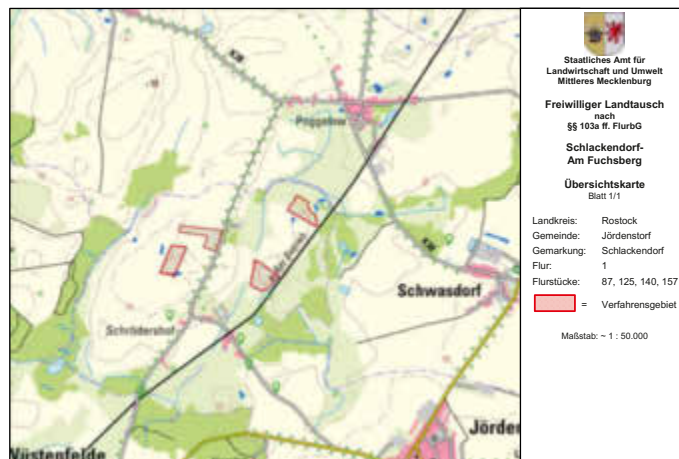 Poggelow
Schwasdorf
Schrödershof
Jörden
Wüstenfelde
Staatliches Amt für
Landwirtschaft und Umwelt
Mittleres Mecklenburg
Freiwilliger Landtausch
nach
§§ 103a ff. FlurbG
Schlackendorf-
Am Fuchsberg
Übersichtskarte
Blatt 1/1
Landkreis: Rostock
Gemeinde: Jördenstorf
Gemarkung: Schlackendorf
Flur: 1
Flurstücke: 87, 125, 140, 157
= Verfahrensgebiet
Maßstab: ~ 1 : 50.000